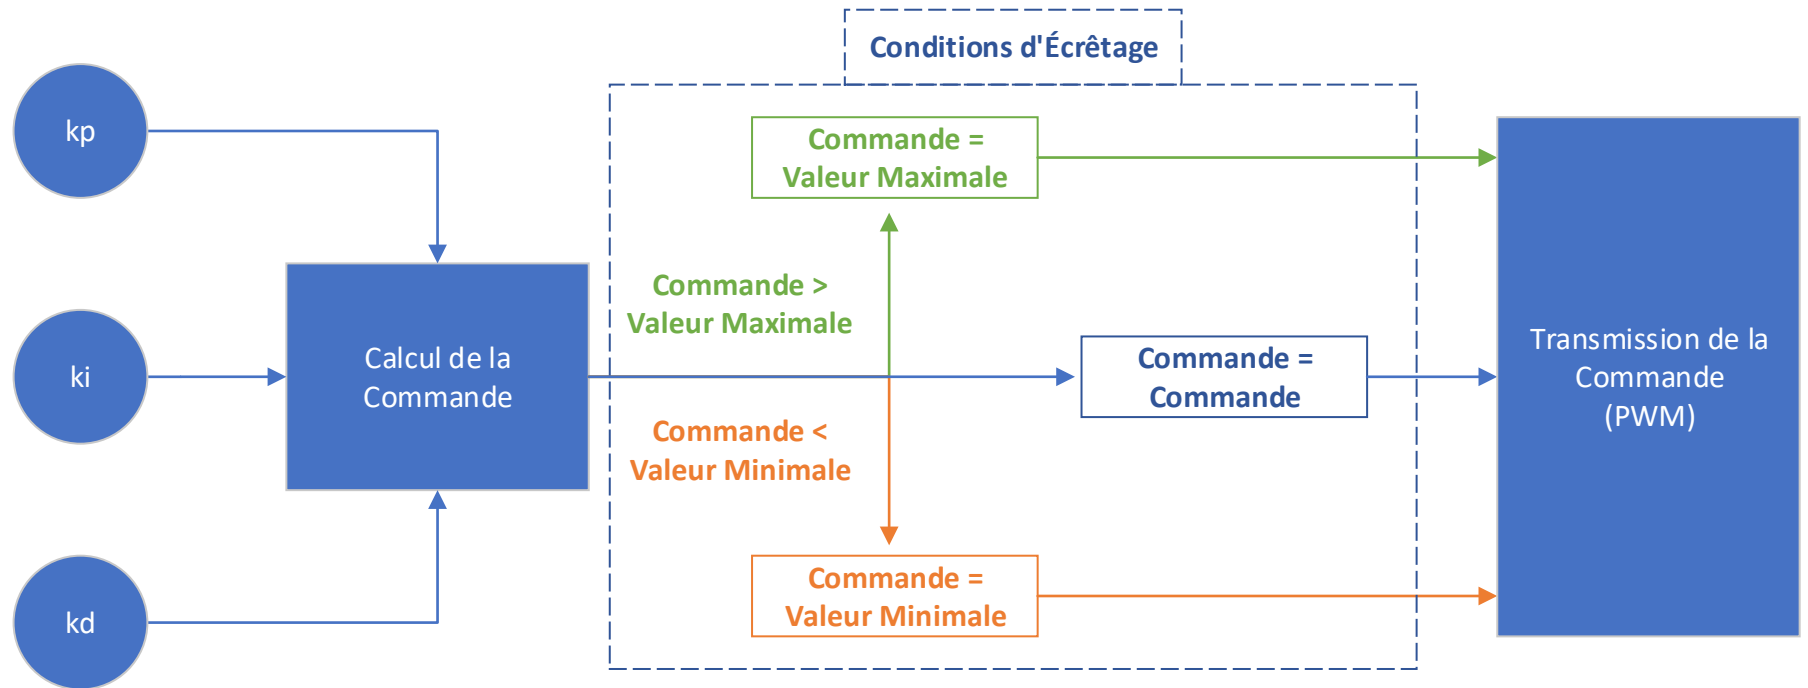 Conditions d'Écrêtage
kp
Commande =
Valeur Maximale
Commande >
Valeur Maximale
ki
Calcul de la
Commande
Commande =
Commande
Transmission de la
Commande
(PWM)
Commande <
Valeur Minimale
Commande =
Valeur Minimale
kd